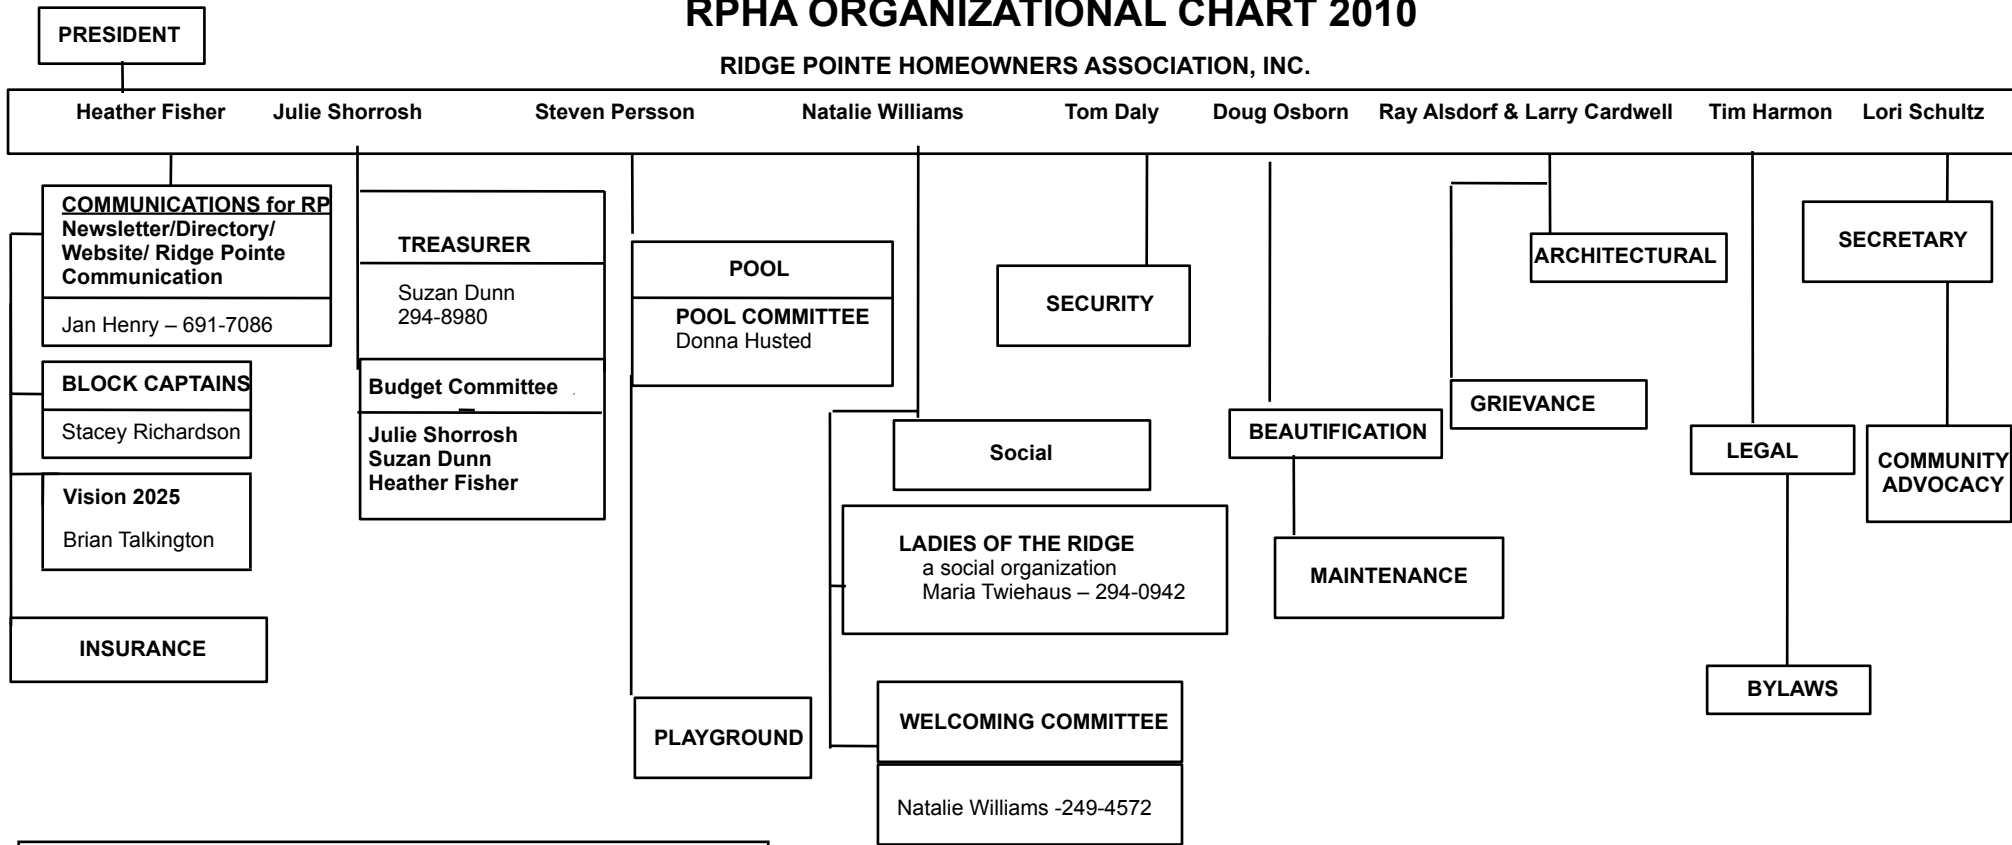 RPHA ORGANIZATIONAL CHART 2010
PRESIDENT
RIDGE POINTE HOMEOWNERS ASSOCIATION, INC.
Heather Fisher Julie Shorrosh Steven Persson Natalie Williams Tom Daly Doug Osborn Ray Alsdorf & Larry Cardwell Tim Harmon Lori Schultz
COMMUNICATIONS for RP
Newsletter/Directory/
Website/ Ridge Pointe
Communication
Jan Henry – 691-7086
BLOCK CAPTAINS
Stacey Richardson
Vision 2025
Brian Talkington
INSURANCE
TREASURER
Suzan Dunn
294-8980
Budget Committee
–
Julie Shorrosh
Suzan Dunn
Heather Fisher
POOL
POOL COMMITTEE
Donna Husted
PLAYGROUND
Social
LADIES OF THE RIDGE
a social organization
Maria Twiehaus – 294-0942
WELCOMING COMMITTEE
Natalie Williams -249-4572
SECURITY
BEAUTIFICATION
MAINTENANCE
ARCHITECTURAL
GRIEVANCE
LEGAL
BYLAWS
SECRETARY
COMMUNITY
ADVOCACY